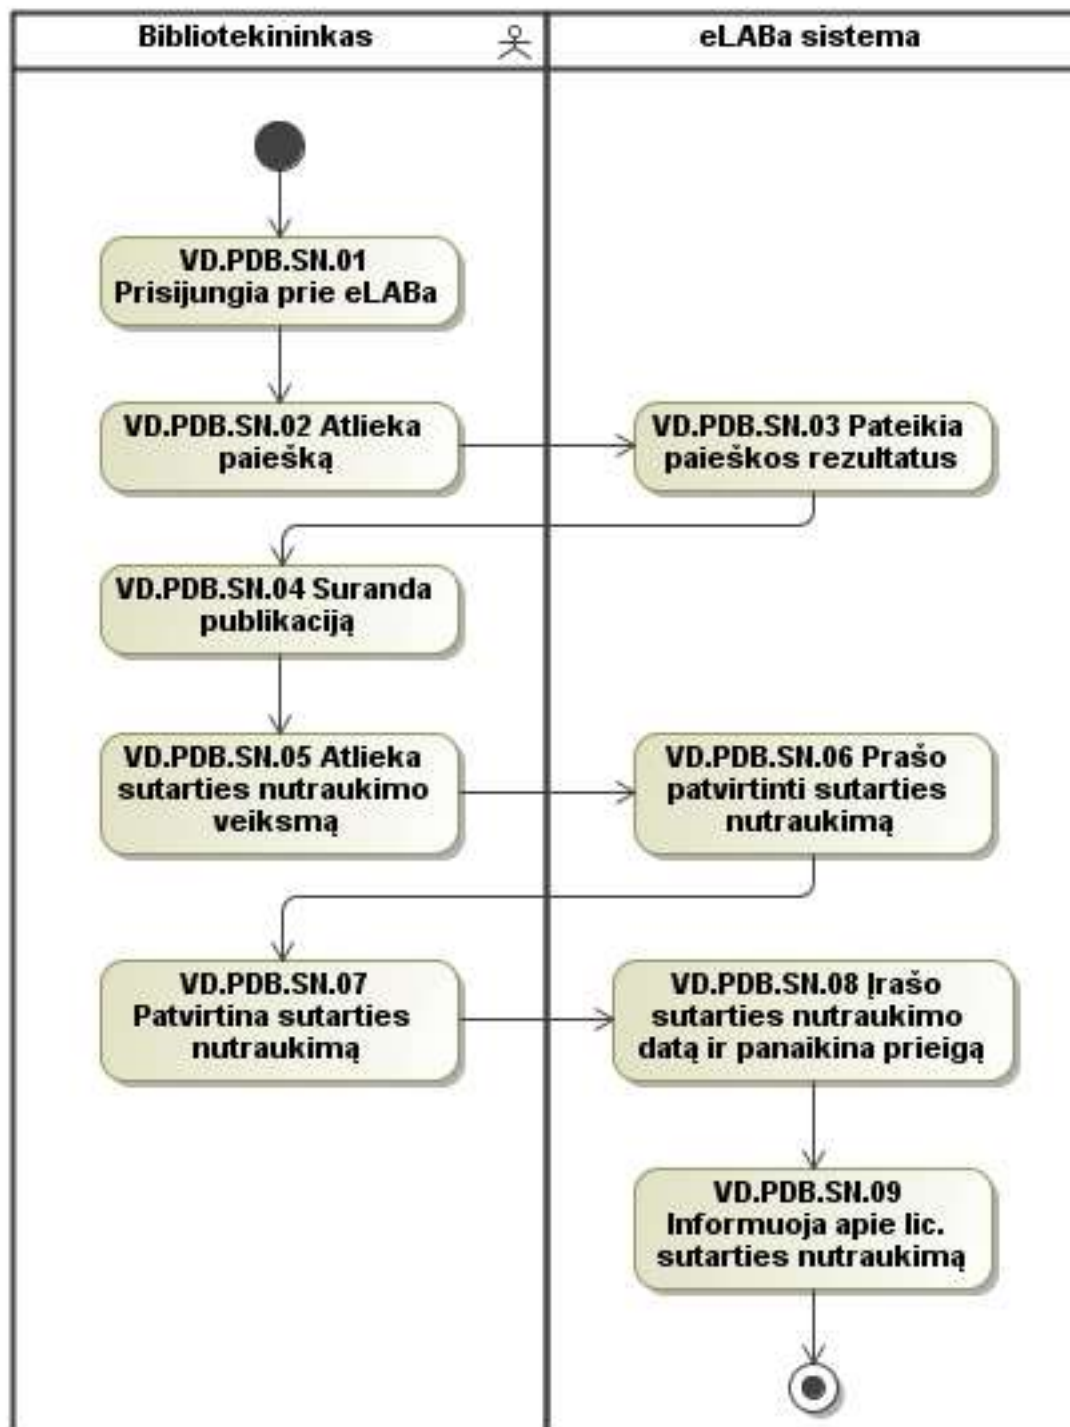 Bibliotekininkas
eLABa sistema
VD.PDB.SN.01
Prisijungia prie eLABa
VD.PDB.SN.02 Atlieka
paiešką
VD.PDB.SN.03 Pateikia
paieškos rezultatus
VD.PDB.SN.04 Suranda
publikaciją
VD.PDB.SN.05 Atlieka
sutarties nutraukimo
veiksmą
VD.PDB.SN.06 Prašo
patvirtinti sutarties
nutraukimą
VD.PDB.SN.07
Patvirtina sutarties
nutraukimą
VD.PDB.SN.08 Įrašo
sutarties nutraukimo
datą ir panaikina prieigą
VD.PDB.SN.09
Informuoja apie lic.
sutarties nutraukimą